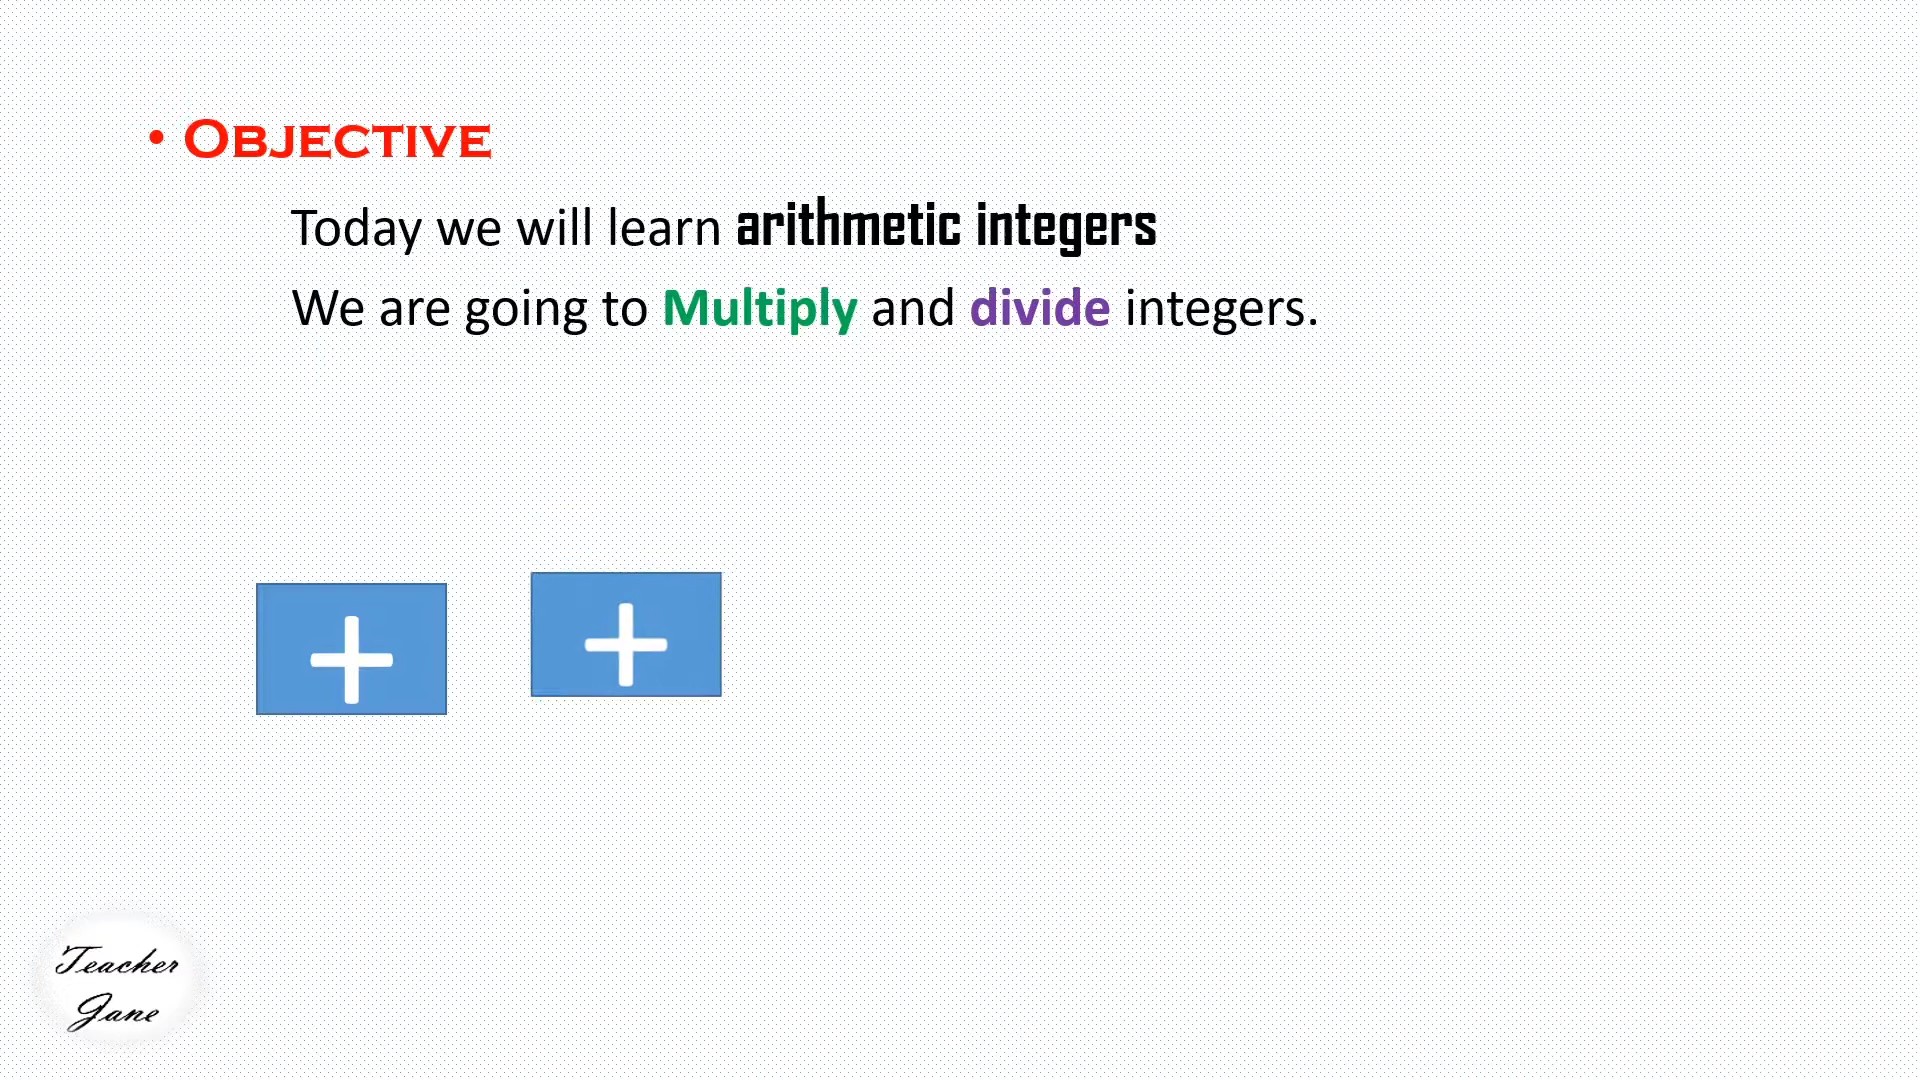 • Objective
Today we will learn arithmetic integers
We are going to Multiply and divide integers.
+ +
Teacher
Jane